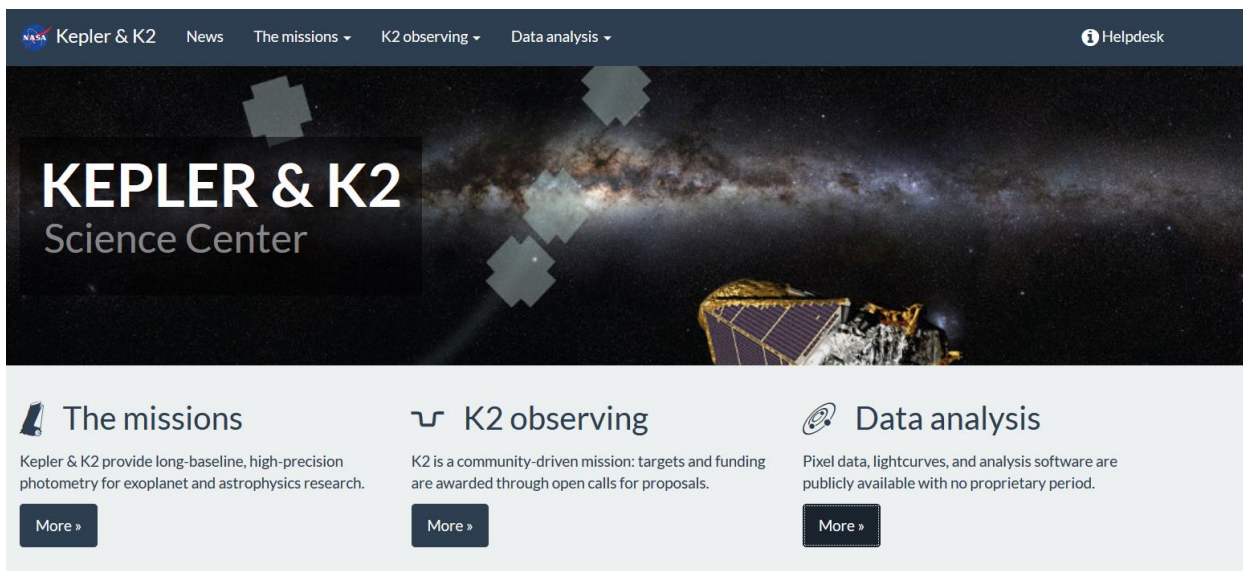 NASA Kepler & K2 News The missions K2 observing Data analysis Helpdesk
KEPLER & K2
Science Center
The missions
Kepler & K2 provide long-baseline, high-precision
photometry for exoplanet and astrophysics research.
More »
K2 observing
K2 is a community-driven mission: targets and funding
are awarded through open calls for proposals.
More »
Data analysis
Pixel data, lightcurves, and analysis software are
publicly available with no proprietary period.
More »